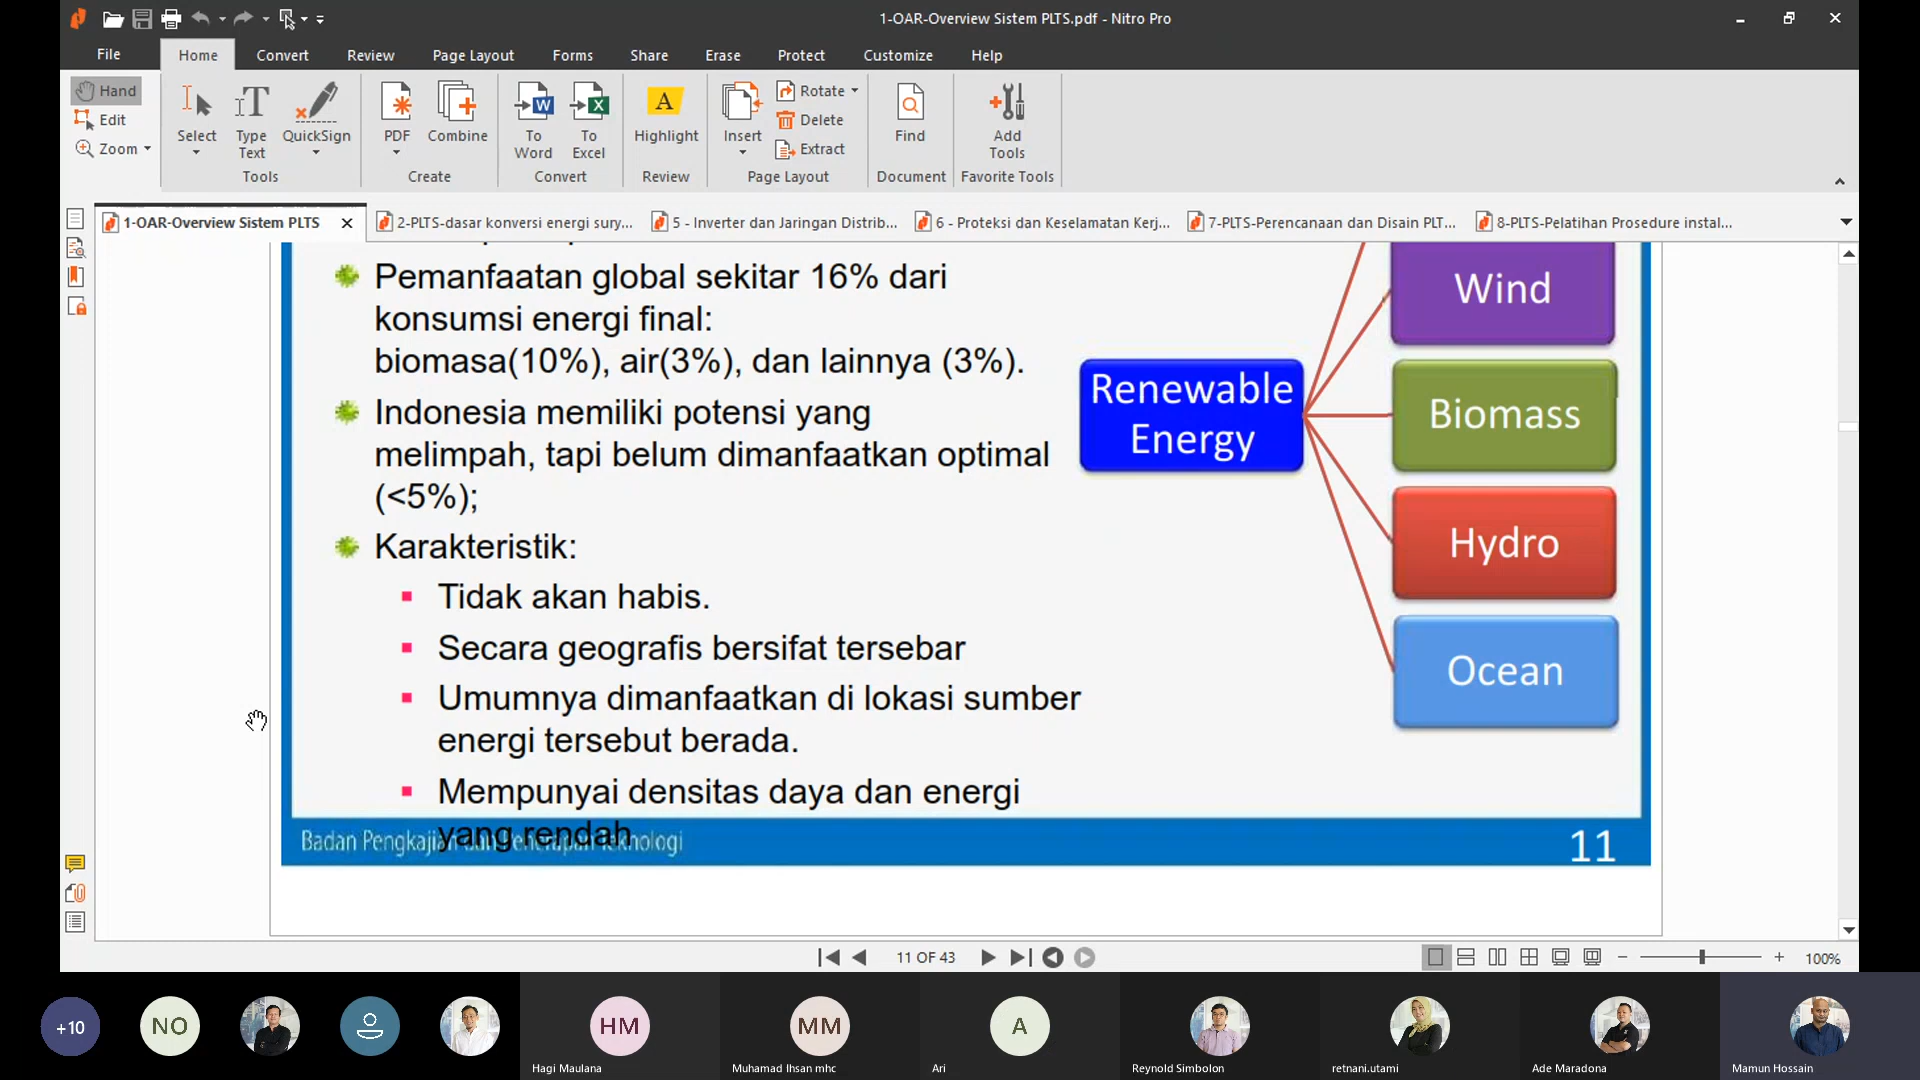 1-OAR-Overview Sistem PLTS.pdf - Nitro Pro
File
Home
Convert
Review
Page Layout
Forms
Share
Erase
Protect
Customize
Help
Hand
Edit
Zoom
Select
Type
Text
QuickSign
Tools
PDF
Combine
Create
To
Word
To
Excel
Convert
A
Highlight
Review
Insert
Rotate
Delete
Extract
Page Layout
Find
Document
Add
Tools
Favorite Tools
1-OAR-Overview Sistem PLTS
2-PLTS-dasar konversi energi sury...
5 - Inverter dan Jaringan Distrib...
6 - Proteksi dan Keselamatan Kerj...
7-PLTS-Perencanaan dan Disain PLT...
8-PLTS-Pelatihan Prosedure instal...
Pemanfaatan global sekitar 16% dari
konsumsi energi final:
biomasa(10%), air(3%), dan lainnya (3%).
Indonesia memiliki potensi yang
melimpah, tapi belum dimanfaatkan optimal
(<5%);
Karakteristik:
Tidak akan habis.
Secara geografis bersifat tersebar
Umumnya dimanfaatkan di lokasi sumber
energi tersebut berada.
Mempunyai densitas daya dan energi
yang rendah
Renewable
Energy
Wind
Biomass
Hydro
Ocean
Badan Pengkajian dan Penerapan Teknologi
11
11 OF 43
100%
+10
NO
HM
Hagi Maulana
MM
Muhamad Ihsan mhc
A
Ari
Reynold Simbolon
retnani.utami
Ade Maradona
Mamun Hossain